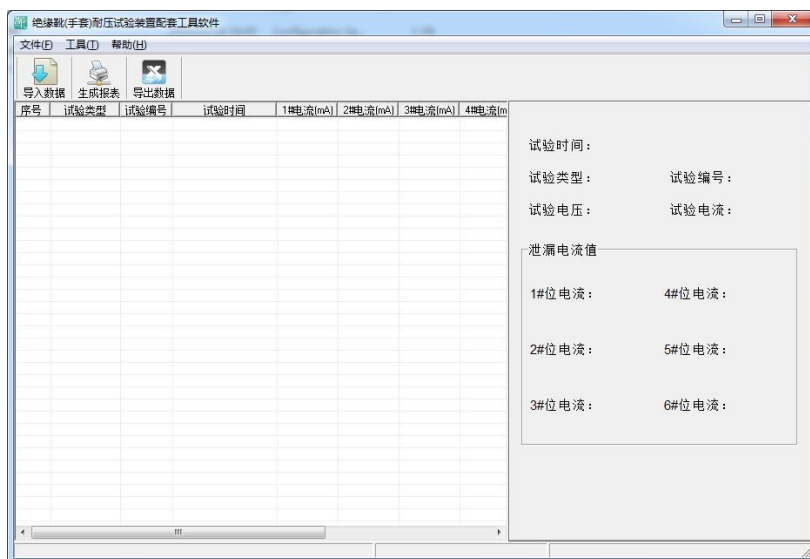 绝缘靴(手套)耐压试验装置配套工具软件
文件(F) 工具(T) 帮助(H)
导入数据 生成报表 导出数据
序号 试验类型 试验编号 试验时间 1#电流(mA) 2#电流(mA) 3#电流(mA) 4#电流(m
试验时间：
试验类型： 试验编号：
试验电压： 试验电流：
泄漏电流值
1#位电流： 4#位电流：
2#位电流： 5#位电流：
3#位电流： 6#位电流：